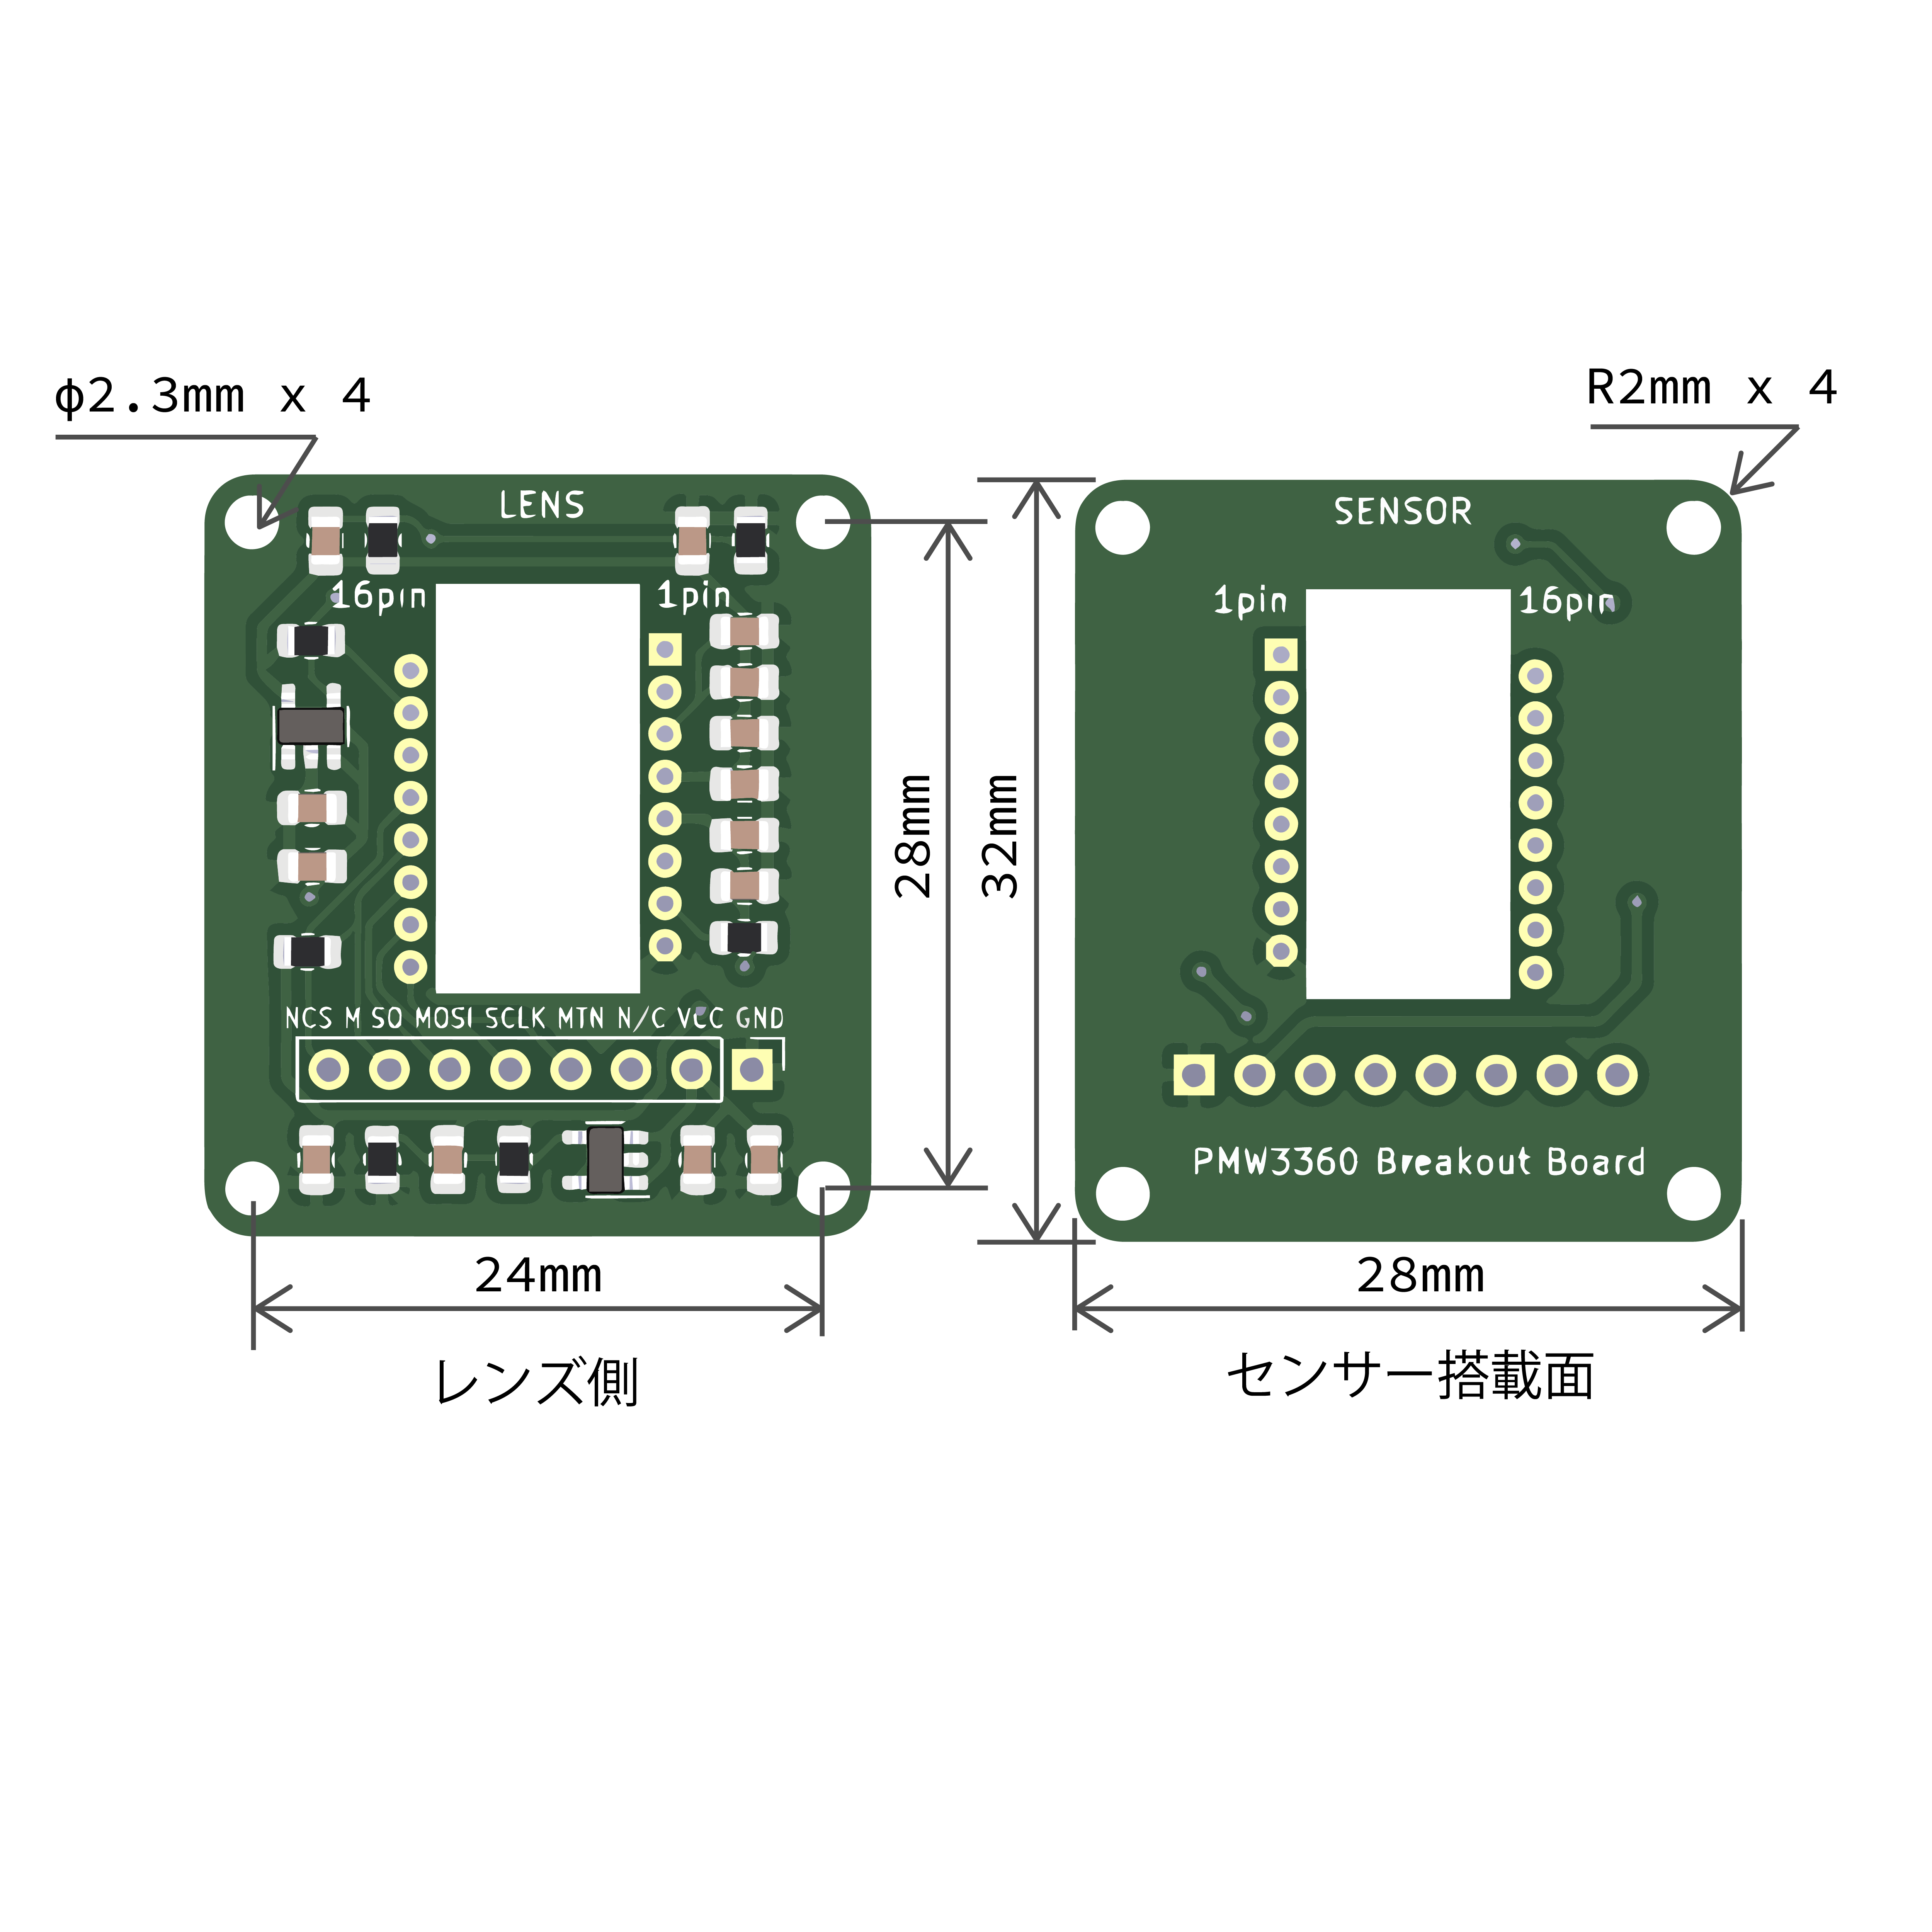 φ2.3mm x 4
R2mm x 4
LENS
16pin
1pin
NCS M SO MOSI SCLK MTN N/C VCC GND
24mm
レンズ側
28mm
32mm
SENSOR
1pin
16pin
PMW3360 Breakout Board
28mm
センサー搭載面